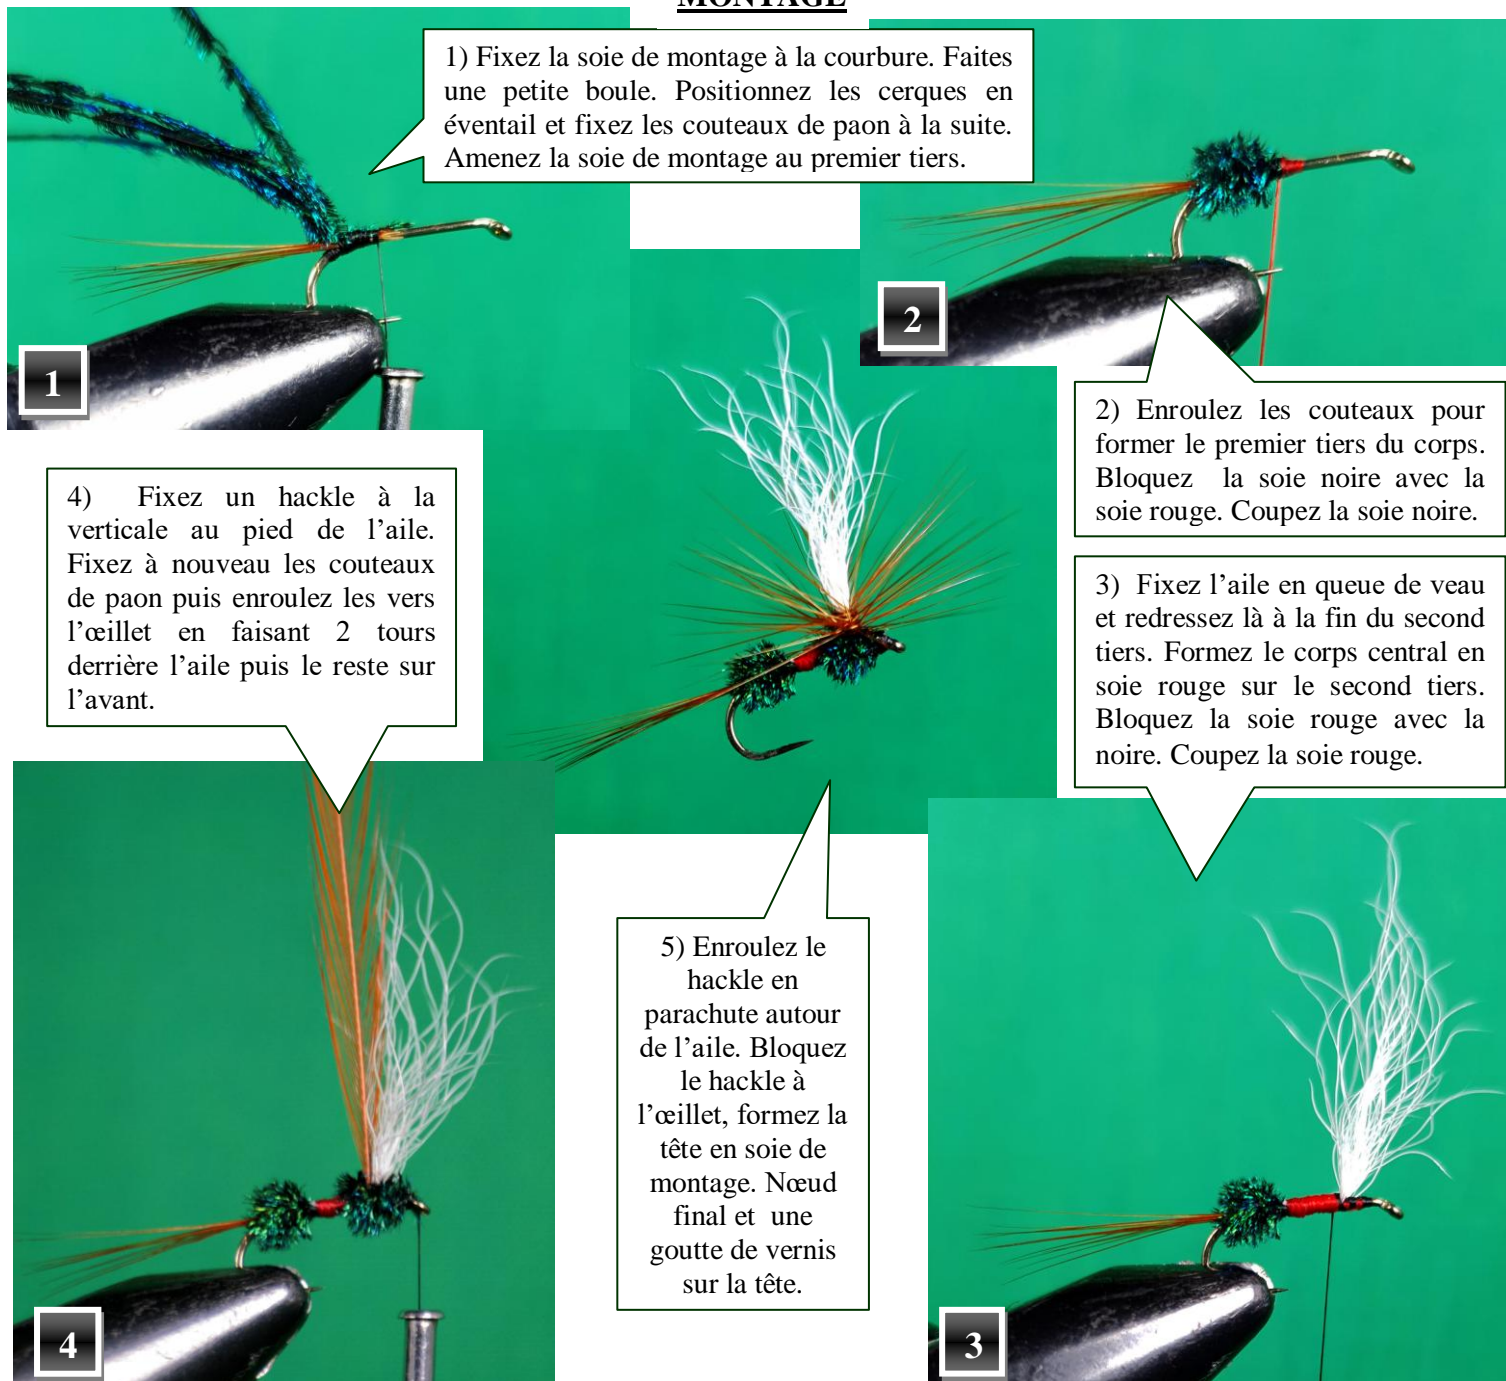 MONTAGE
1) Fixez la soie de montage à la courbure. Faites
une petite boule. Positionnez les cerques en
éventail et fixez les couteaux de paon à la suite.
Amenez la soie de montage au premier tiers.
1
2
2) Enroulez les couteaux pour
former le premier tiers du corps.
Bloquez la soie noire avec la
soie rouge. Coupez la soie noire.
4) Fixez un hackle à la
verticale au pied de l’aile.
Fixez à nouveau les couteaux
de paon puis enroulez les vers
l’œillet en faisant 2 tours
derrière l’aile puis le reste sur
l’avant.
3) Fixez l’aile en queue de veau
et redressez là à la fin du second
tiers. Formez le corps central en
soie rouge sur le second tiers.
Bloquez la soie rouge avec la
noire. Coupez la soie rouge.
5) Enroulez le
hackle en
parachute autour
de l’aile. Bloquez
le hackle à
l’œillet, formez la
tête en soie de
montage. Nœud
final et une
goutte de vernis
sur la tête.
4
3